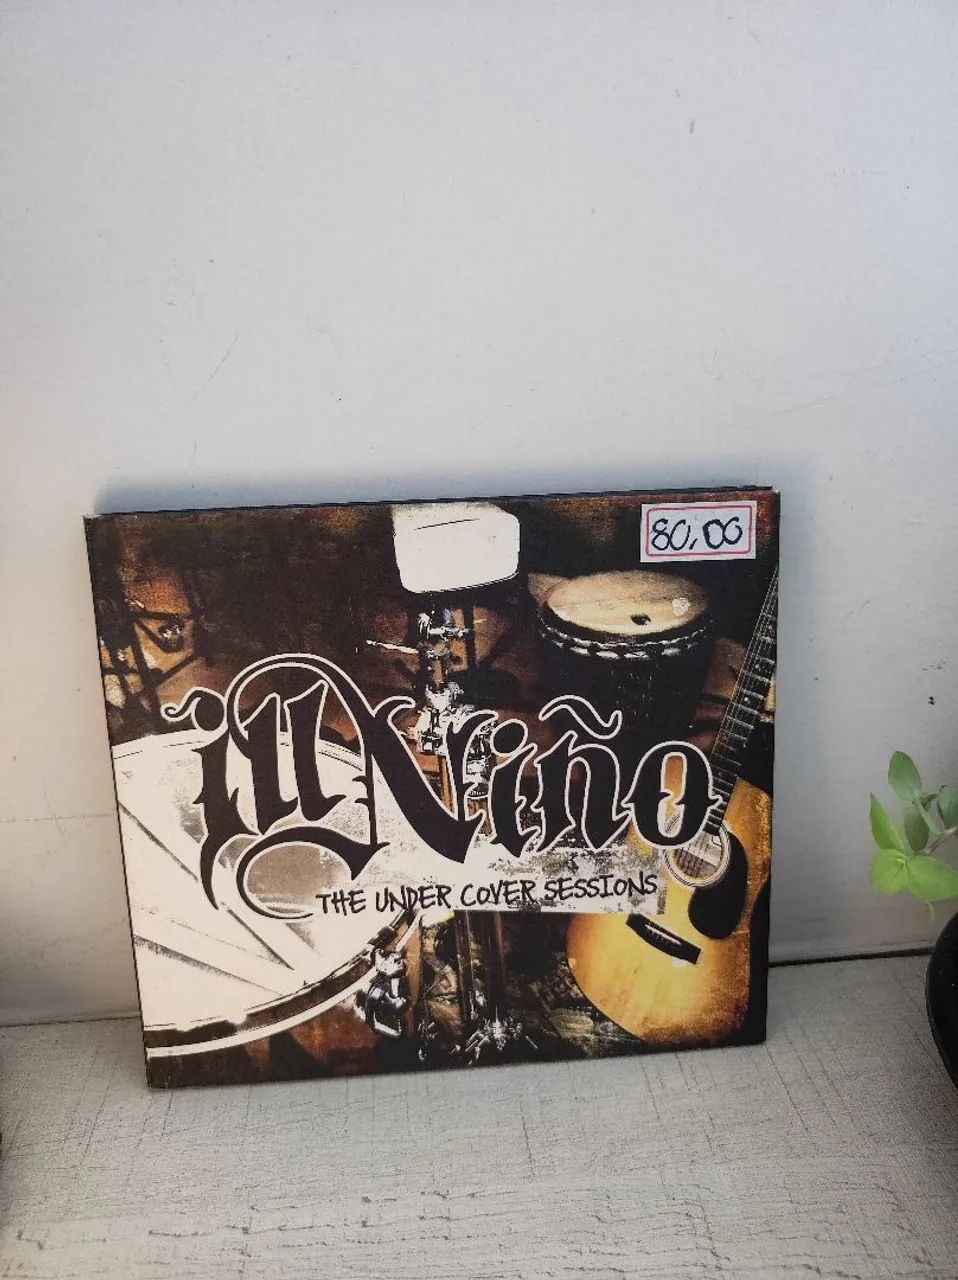 80,00
ill Niño
THE UNDER COVER SESSIONS